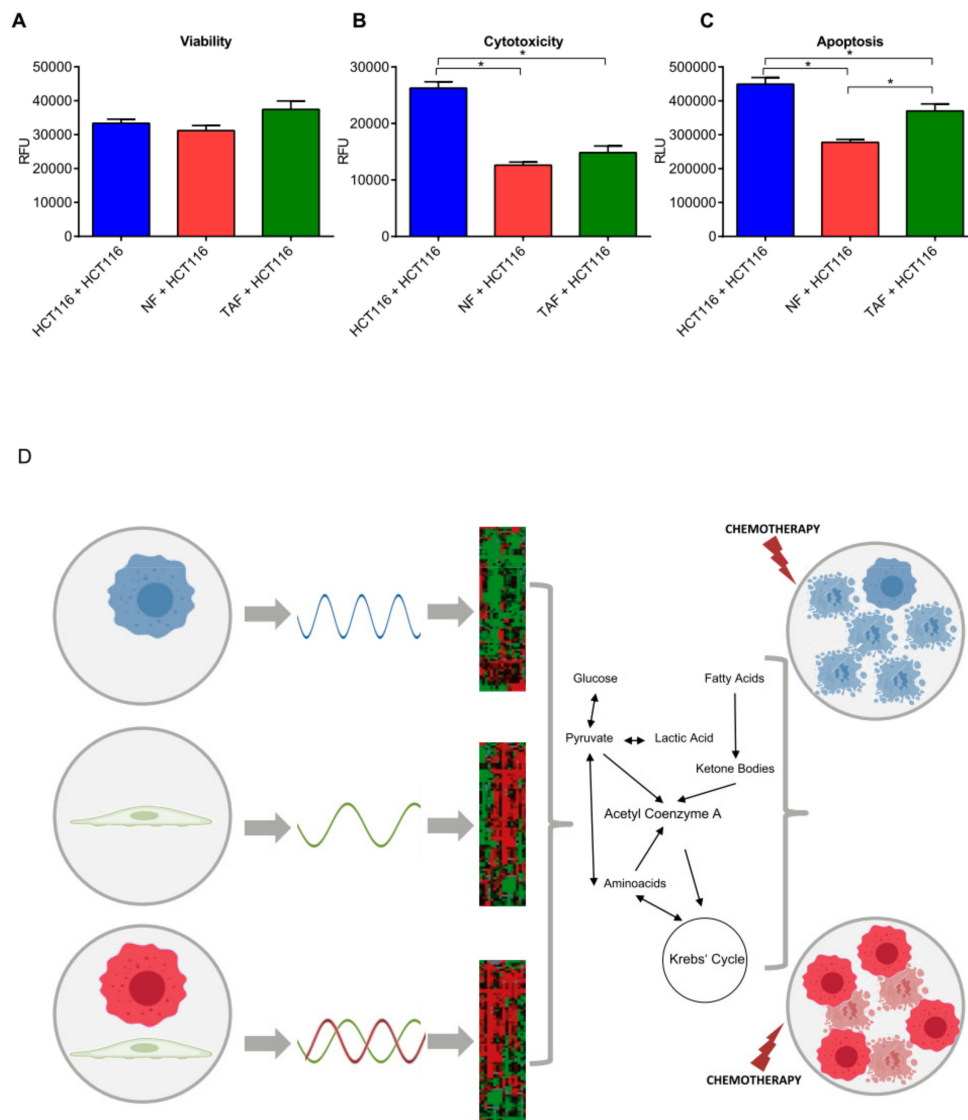 A
Viability
50000
40000
30000
20000
10000
0
RFU
HCT116 + HCT116
NF + HCT116
TAF + HCT116
B
Cytotoxicity
*
*
30000
20000
10000
0
RFU
HCT116 + HCT116
NF + HCT116
TAF + HCT116
C
Apoptosis
*
*
*
500000
400000
300000
200000
100000
0
RLU
HCT116 + HCT116
NF + HCT116
TAF + HCT116
D
CHEMOTHERAPY
Glucose
Fatty Acids
Pyruvate
Lactic Acid
Ketone Bodies
Acetyl Coenzyme A
Aminoacids
Krebs' Cycle
CHEMOTHERAPY